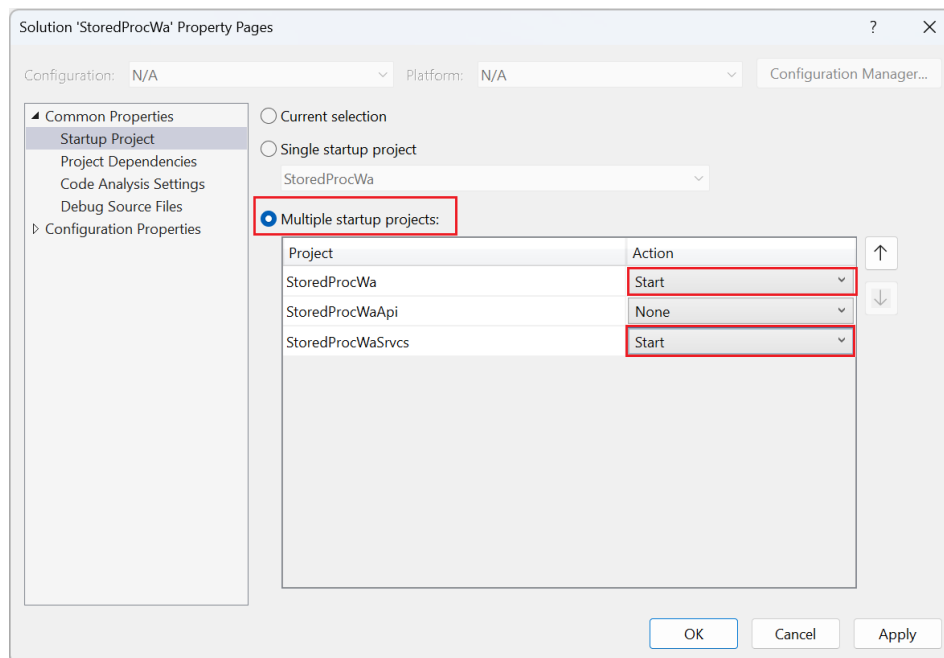 Solution 'StoredProcWa' Property Pages
?
Configuration: N/A Platform: N/A Configuration Manager...
Common Properties
Startup Project
Project Dependencies
Code Analysis Settings
Debug Source Files
Configuration Properties
Current selection
Single startup project
StoredProcWa
Multiple startup projects:
Project Action
StoredProcWa Start
StoredProcWaApi None
StoredProcWaSrvcs Start
OK Cancel Apply